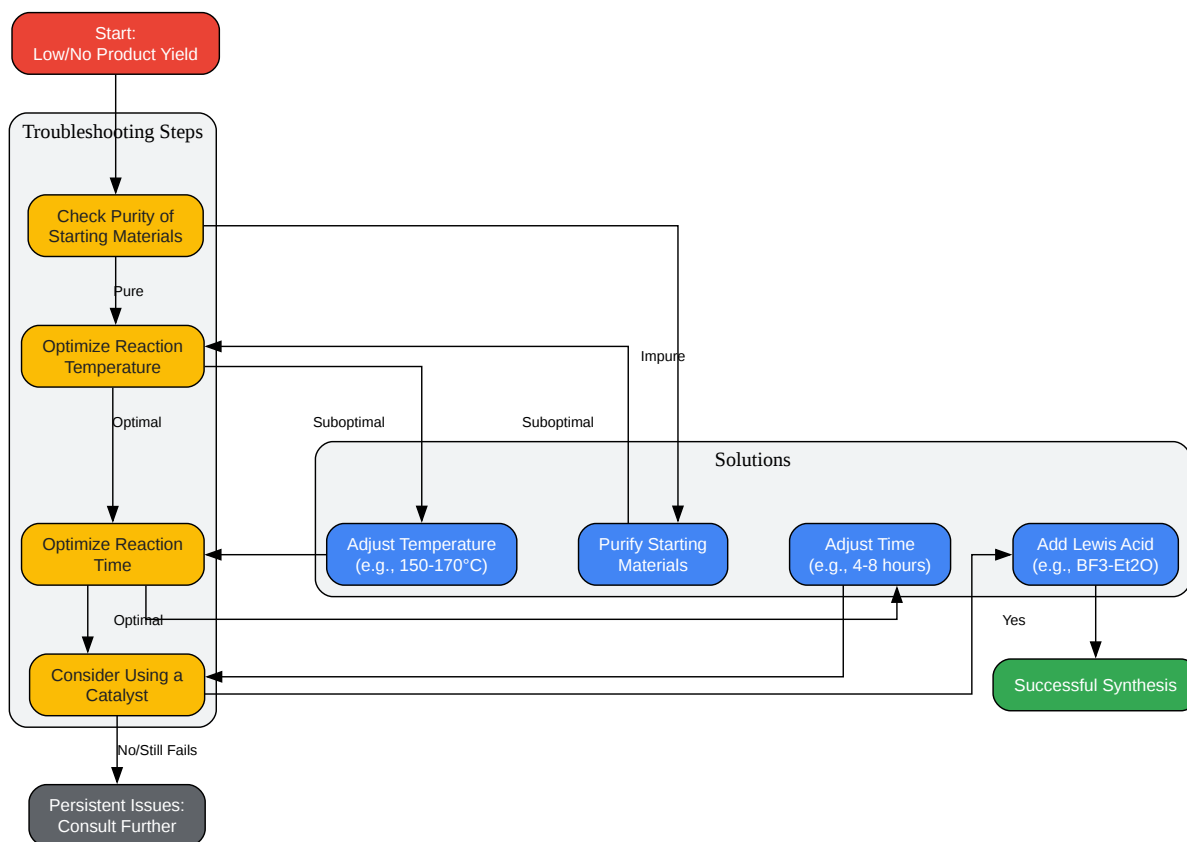 Start:
Low/No Product Yield
Troubleshooting Steps
Check Purity of
Starting Materials
Pure
Optimize Reaction
Temperature
Impure
Optimal
Suboptimal
Suboptimal
Solutions
Optimize Reaction
Time
Adjust Temperature
(e.g., 150-170°C)
Purify Starting
Materials
Adjust Time
(e.g., 4-8 hours)
Add Lewis Acid
(e.g., BF3-Et2O)
Optimal
Yes
Consider Using a
Catalyst
Successful Synthesis
No/Still Fails
Persistent Issues:
Consult Further